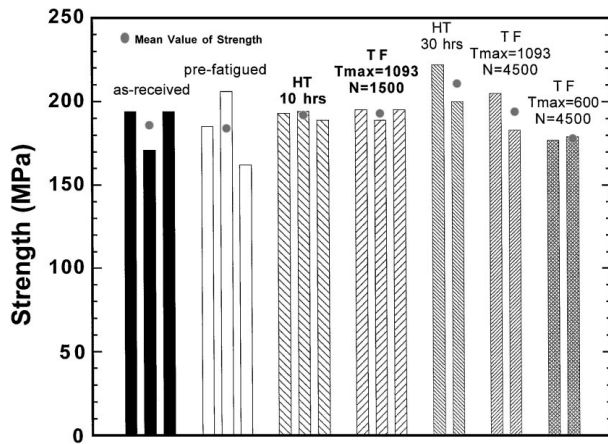 250
200
150
100
50
0
Strength (MPa)
Mean Value of Strength
as-received
pre-fatigued
HT
10 hrs
T F
Tmax=1093
N=1500
HT
30 hrs
T F
Tmax=1093
N=4500
T F
Tmax=600
N=4500